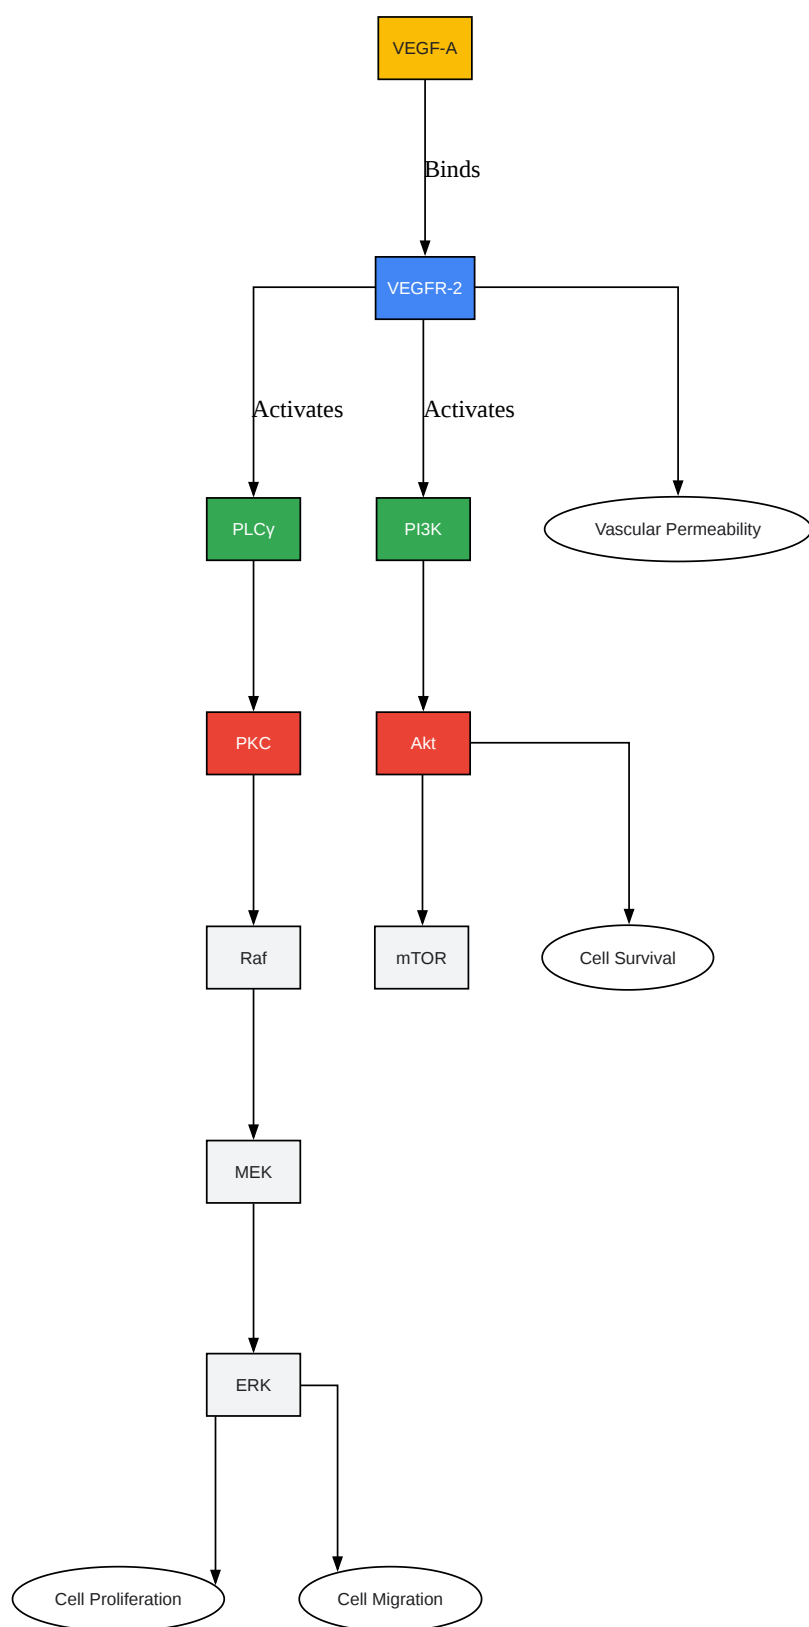 VEGF-A
Binds
VEGFR-2
Activates
Activates
PLCγ
PI3K
Vascular Permeability
PKC
Akt
Raf
mTOR
Cell Survival
MEK
ERK
Cell Proliferation
Cell Migration